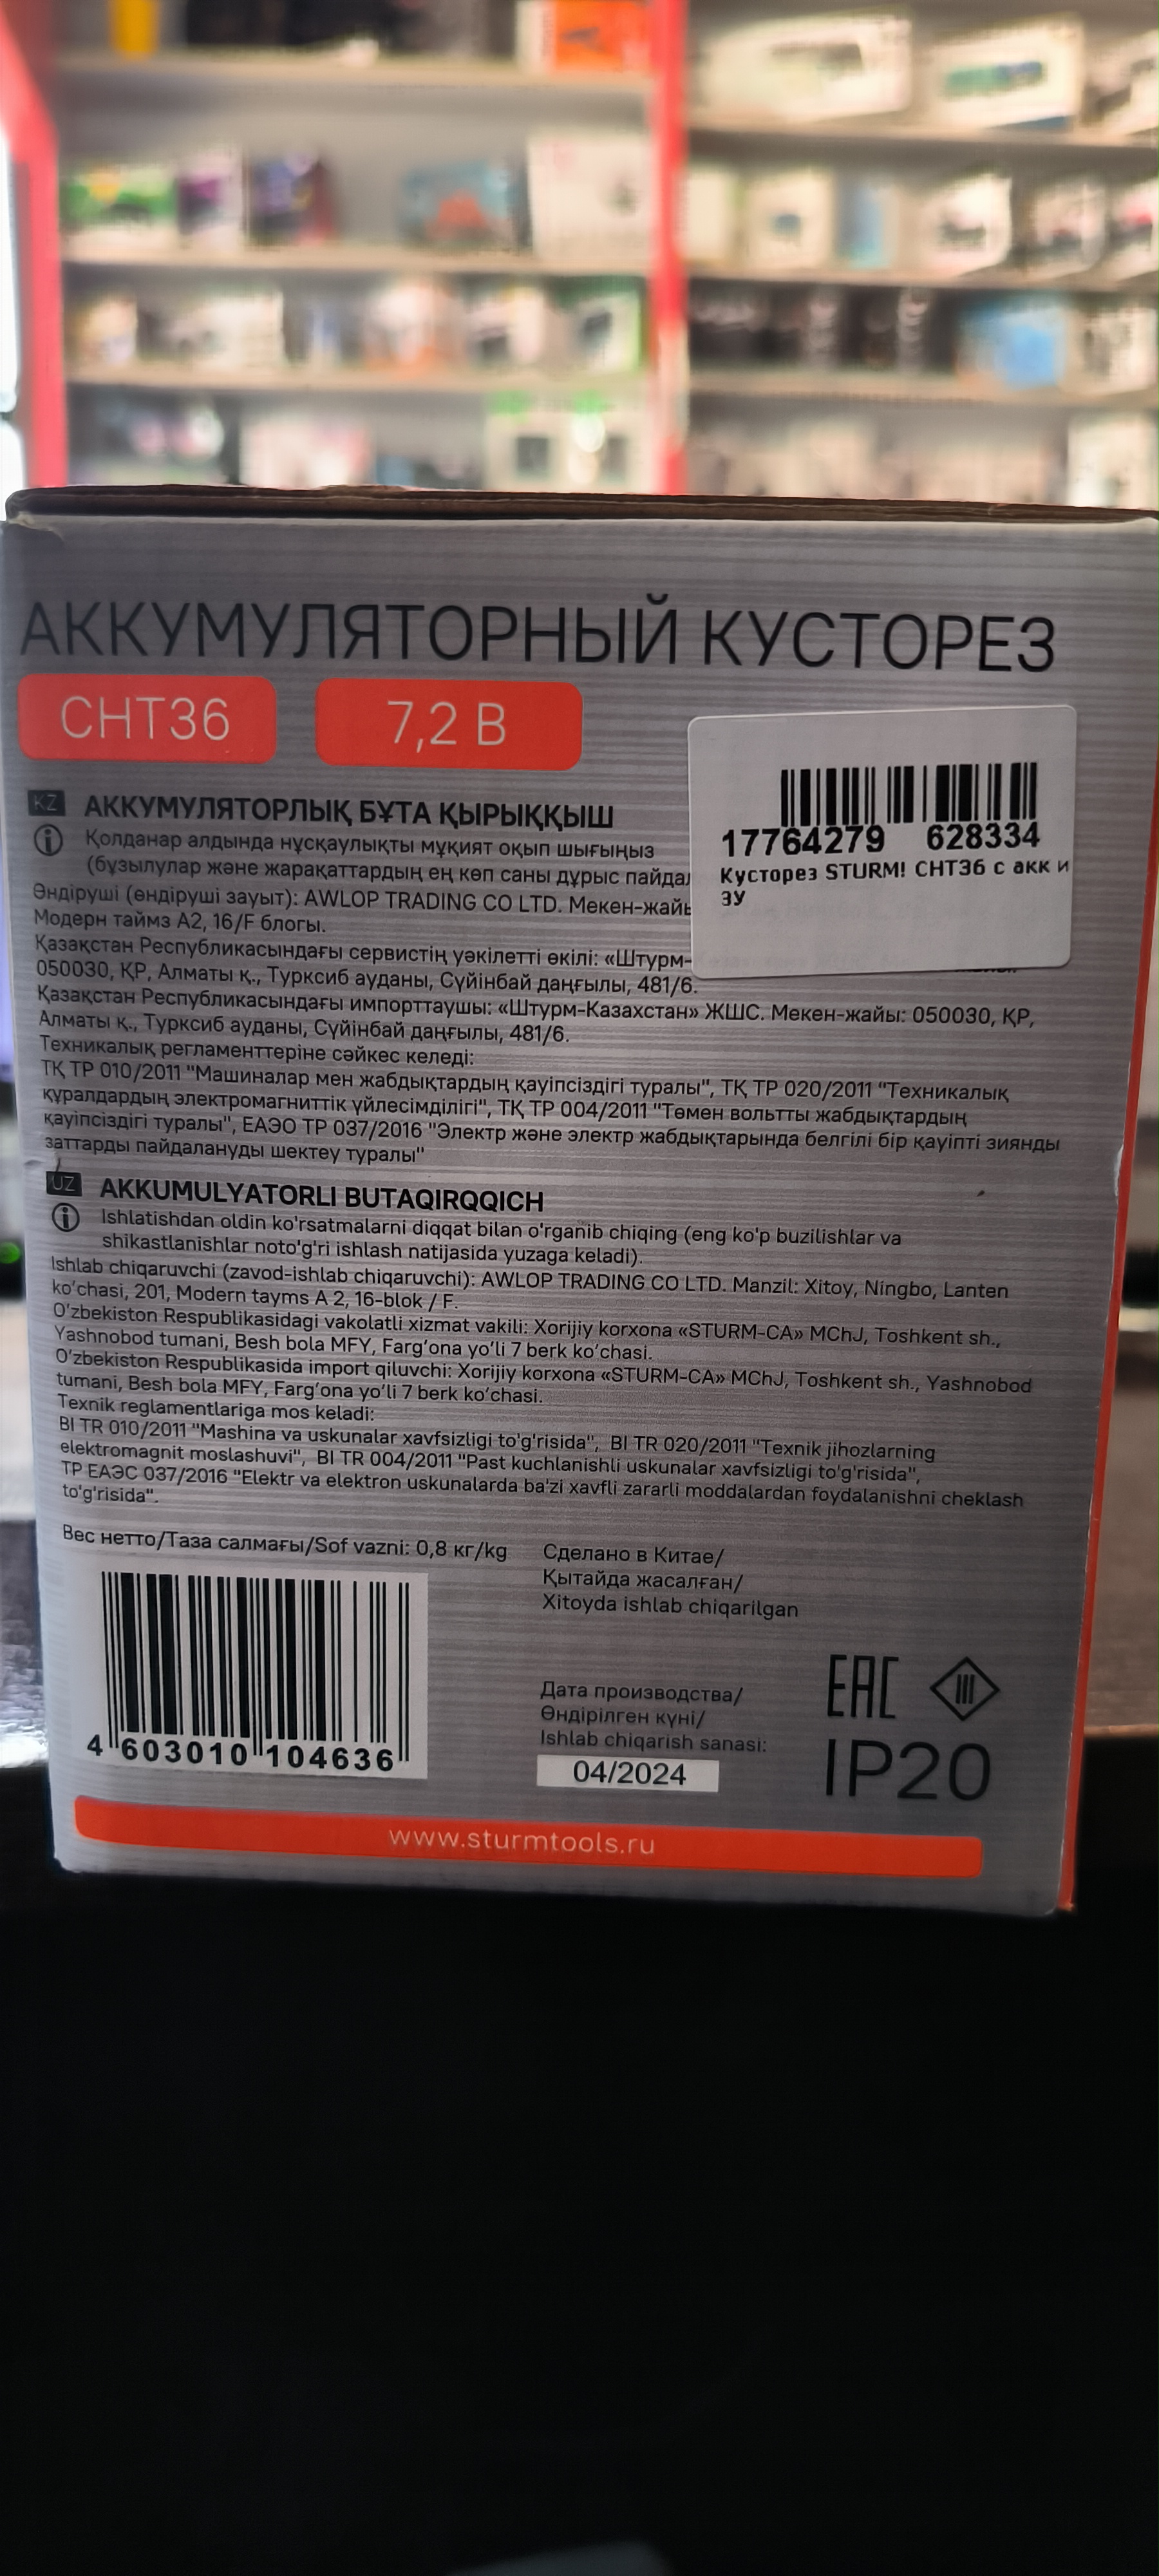 АККУМУЛЯТОРНЫЙ КУСТОРЕЗ
CHT36 7,2 В
17764279 628334
Кусторез STURM! CHT36 с акк и
ЗУ
KZ АККУМУЛЯТОРЛЫҚ БҰТА ҚЫРЫҚҚЫШ
Қолданар алдында нұсқаулықты мұқият оқып шығыңыз
(бұзылулар және жарақаттардың ең көп саны дұрыс
Өндіруші (өндіруші зауыт): AWLOP TRADING CO LTD. Мекен-
Модерн таймз А2, 16/F блогы.
Қазақстан Республикасындағы сервистің уәкілетті өкілі: «Штурм-
050030, ҚР, Алматы қ., Турксиб ауданы, Сүйінбай даңғылы, 481/6.
Қазақстан Республикасындағы импорттаушы: «Штурм-Казахстан» ЖШС. Мекен-жайы: 050030, ҚР,
Алматы қ., Турксиб ауданы, Сүйінбай даңғылы, 481/6.
Техникалық регламенттеріне сәйкес келеді:
ТҚ ТР 010/2011 "Машиналар мен жабдықтардың қауіпсіздігі туралы", ТҚ ТР 020/2011 "Техникалық
құралдардың электромагниттік үйлесімділігі", ТҚ ТР 004/2011 "Төмен вольтты жабдықтардың
қауіпсіздігі туралы", ЕАЭО ТР 037/2016 "Электр және электр жабдықтарында белгілі бір қауіпті зиянды
заттарды пайдалануды шектеу туралы"
UZ AKKUMULYATORLI BUTAQIRQQICH
Ishlatishdan oldin ko'rsatmalarni diqqat bilan o'rganib chiqing (eng ko'p buzilishlar va
shikastlanishlar noto'g'ri ishlash natijasida yuzaga keladi).
Ishlab chiqaruvchi (zavod-ishlab chiqaruvchi): AWLOP TRADING CO LTD. Manzil: Xitoy, Ningbo, Lanten
ko‘chasi, 201, Modern tayms A 2, 16-blok / F.
O‘zbekiston Respublikasidagi vakolatli xizmat vakili: Xorijiy korxona «STURM-CA» MChJ, Toshkent sh.,
Yashnobod tumani, Besh bola MFY, Farg‘ona yo‘li 7 berk ko‘chasi.
O‘zbekiston Respublikasida import qiluvchi: Xorijiy korxona «STURM-CA» MChJ, Toshkent sh., Yashnobod
tumani, Besh bola MFY, Farg‘ona yo‘li 7 berk ko‘chasi.
Texnik reglamentlariga mos keladi:
BI TR 010/2011 "Mashina va uskunalar xavfsizligi to'g'risida", BI TR 020/2011 "Texnik jihozlarning
elektromagnit moslashuvi", BI TR 004/2011 "Past kuchlanishli uskunalar xavfsizligi to'g'risida",
ТР ЕАЭС 037/2016 "Elektr va elektron uskunalarda ba'zi xavfli zararli moddalardan foydalanishni cheklash
to'g'risida".
Вес нетто/Таза салмағы/Sof vazni: 0,8 кг/kg
Сделано в Китае/
Қытайда жасалған/
Xitoyda ishlab chiqarilgan
4 603010 104636
Дата производства/
Өндірілген күні/
Ishlab chiqarish sanasi:
04/2024
EAC
IP20
www.sturmtools.ru